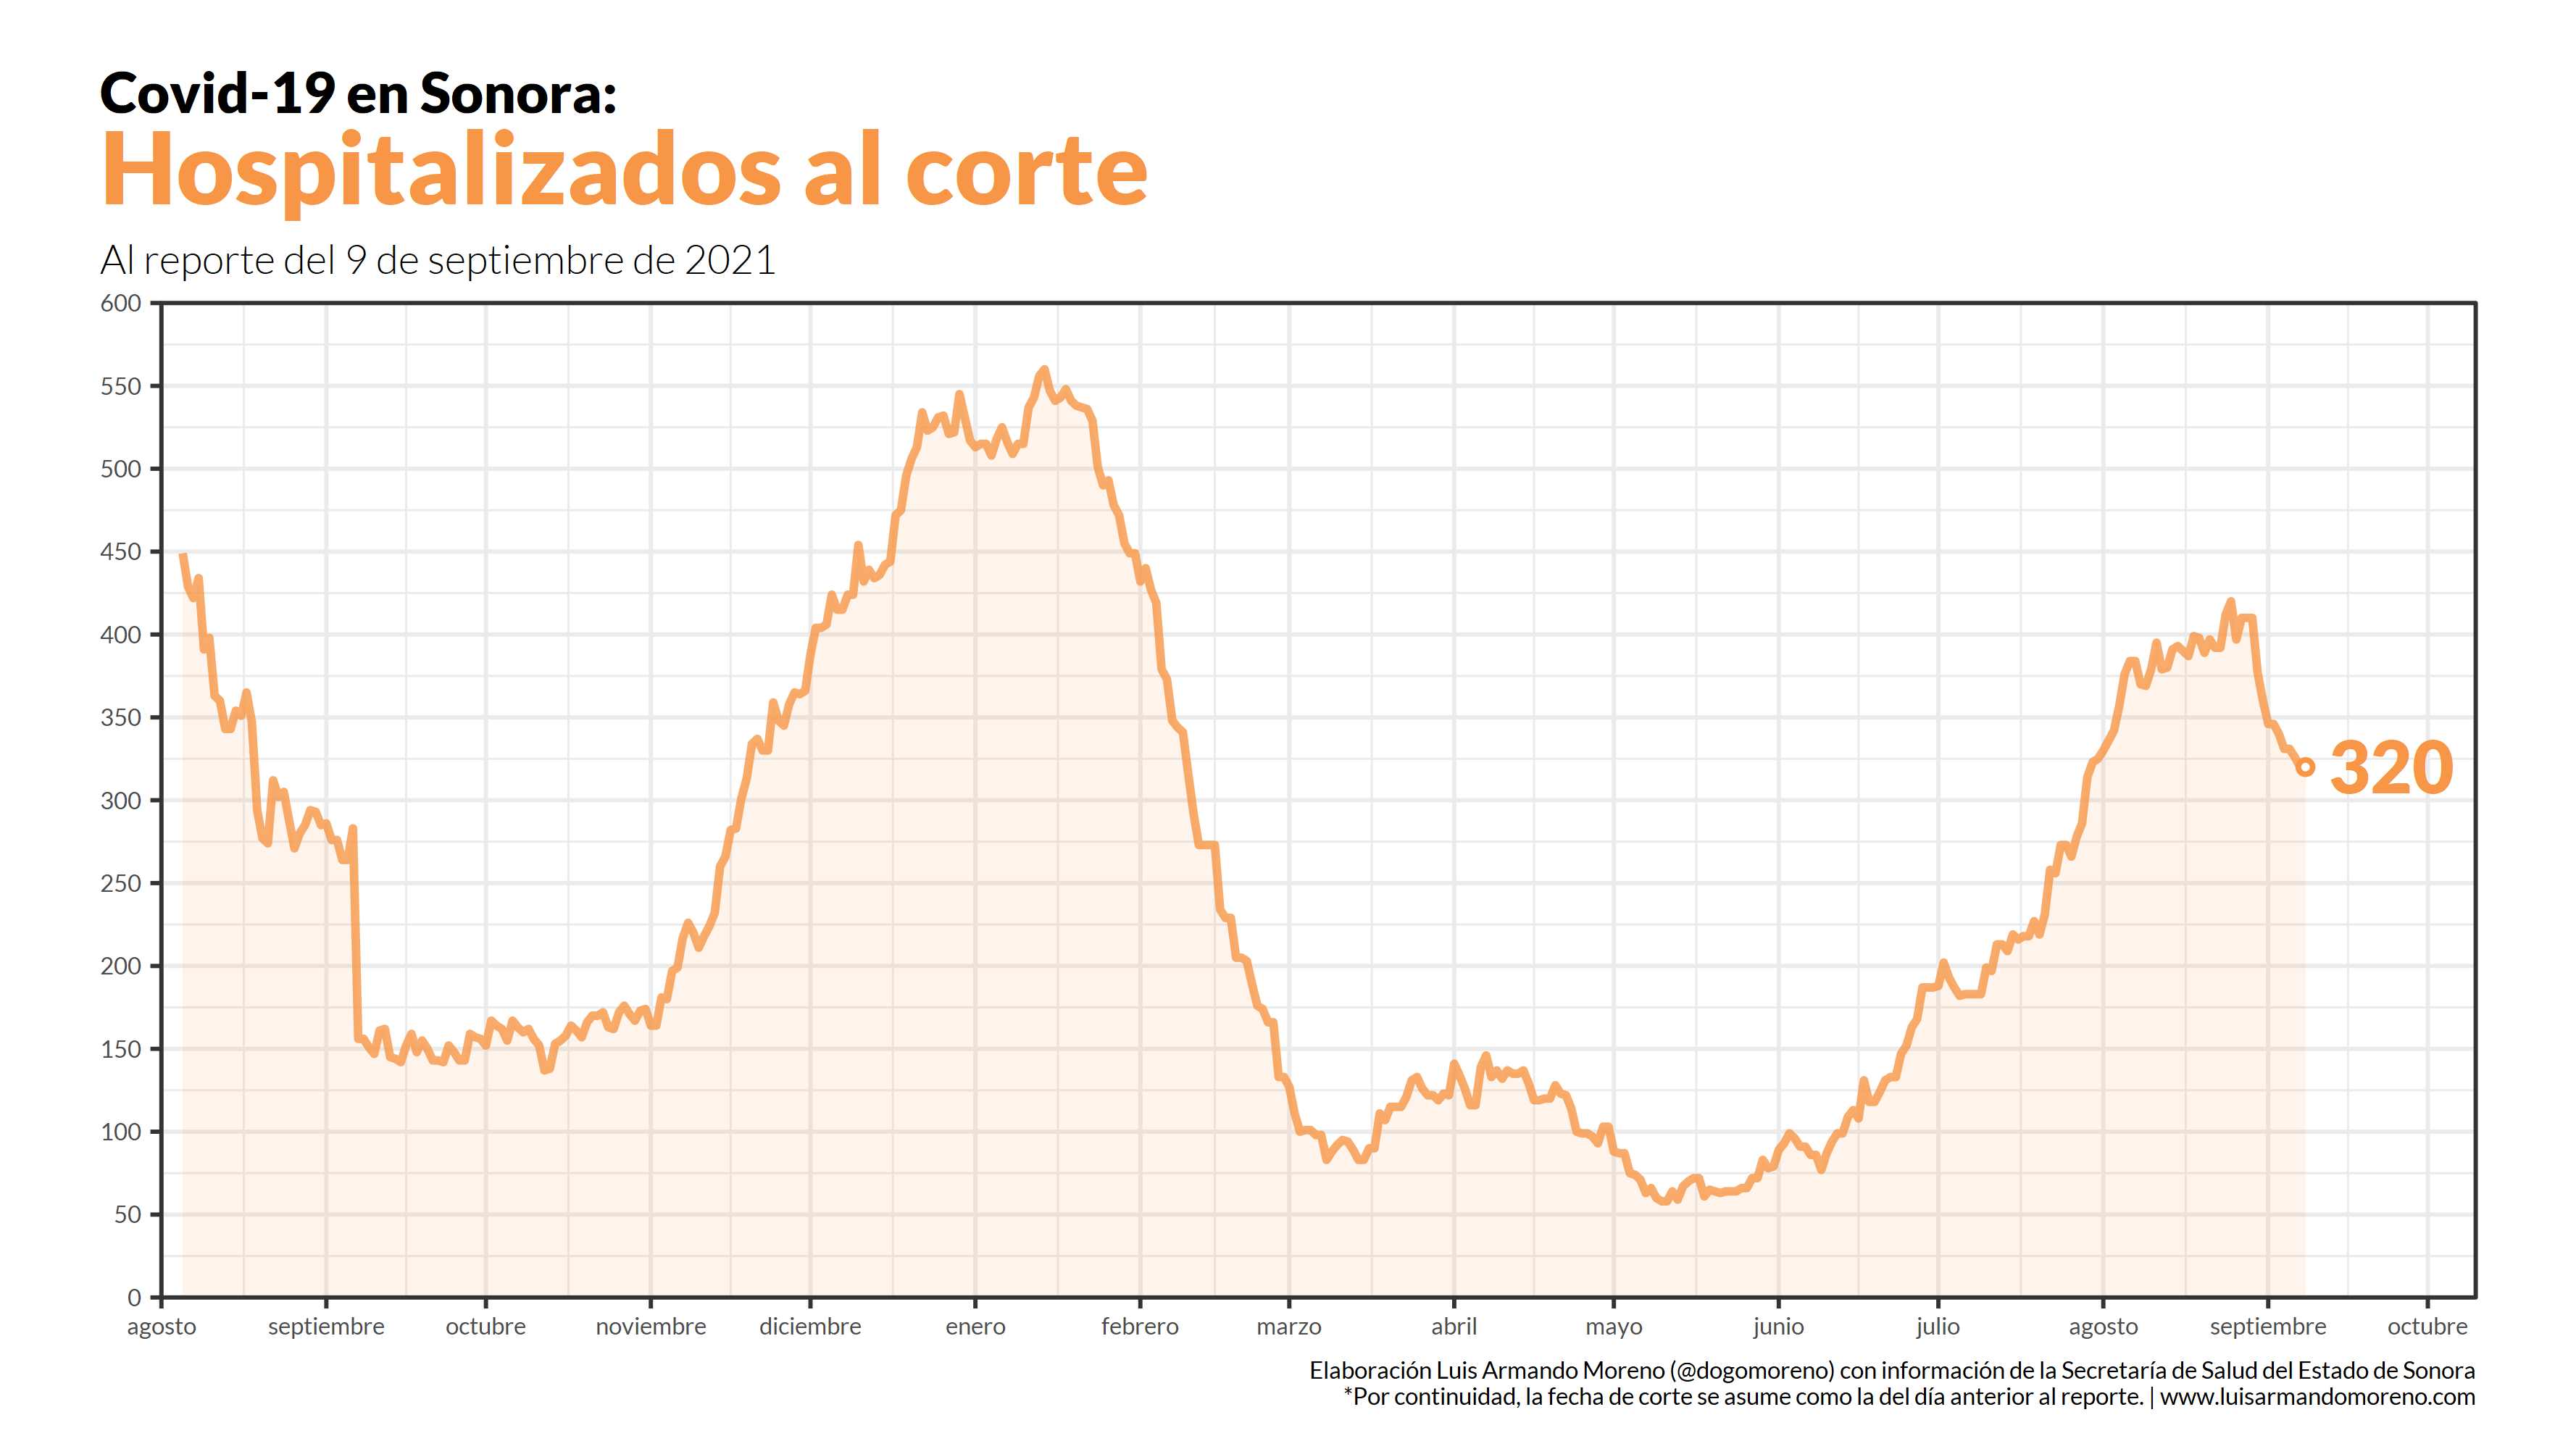 Covid-19 en Sonora:
Hospitalizados al corte
Al reporte del 9 de septiembre de 2021
600
550
500
450
400
350
300
250
200
150
100
50
0
320
agosto septiembre octubre noviembre diciembre enero febrero marzo abril mayo junio julio agosto septiembre octubre
Elaboración Luis Armando Moreno (@dogomoreno) con información de la Secretaría de Salud del Estado de Sonora
*Por continuidad, la fecha de corte se asume como la del día anterior al reporte. | www.luisarmandomoreno.com